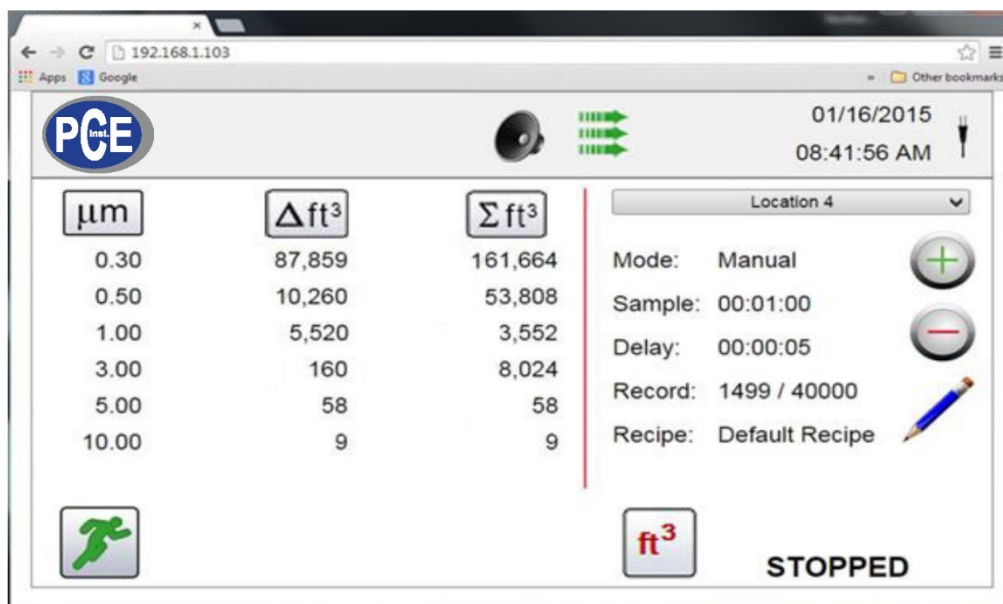 192.168.1.103
Apps Google Other bookmarks
PCE Inst.
01/16/2015
08:41:56 AM
µm Δft³ Σft³
0.30 87,859 161,664
0.50 10,260 53,808
1.00 5,520 3,552
3.00 160 8,024
5.00 58 58
10.00 9 9
Location 4
Mode: Manual
Sample: 00:01:00
Delay: 00:00:05
Record: 1499 / 40000
Recipe: Default Recipe
ft³
STOPPED